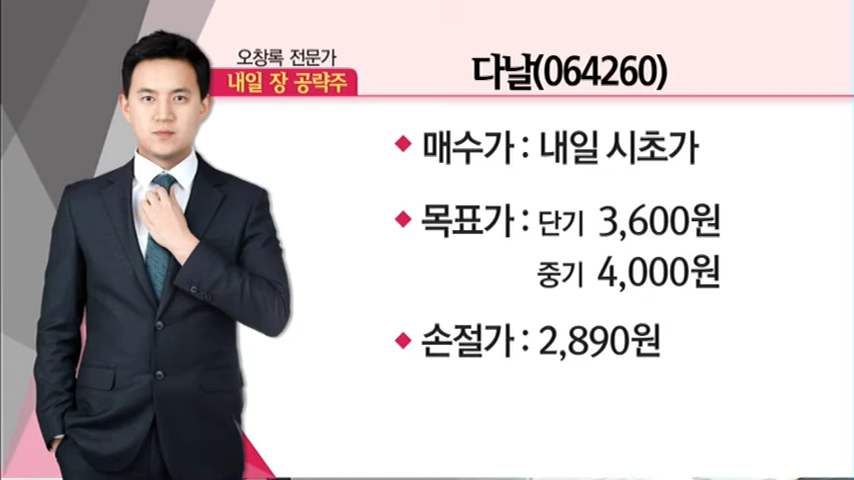 오창록 전문가
내일 장 공략주
다날(064260)
◆ 매수가 : 내일 시초가
◆ 목표가 : 단기 3,600원
중기 4,000원
◆ 손절가 : 2,890원